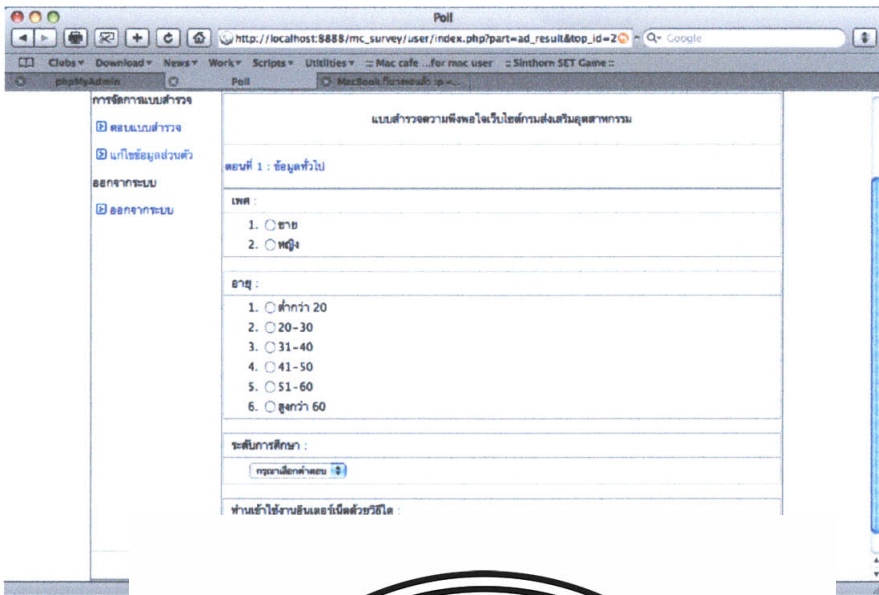 Poll
http://localhost:8888/mc_survey/user/index.php?part=ad_result&top_id=2
Google
Clubs Download News Work Scripts Utitlities ::: Mac cafe ...for mac user :: Sinthorn SET Game ::
phpMyAdmin Poll
การจัดการแบบสำรวจ
ตอบแบบสำรวจ
แก้ไขข้อมูลส่วนตัว
ออกจากระบบ
ออกจากระบบ
แบบสำรวจความพึงพอใจเว็บไซต์กรมส่งเสริมอุตสาหกรรม
ตอนที่ 1 : ข้อมูลทั่วไป
เพศ :
1. ชาย
2. หญิง
อายุ :
1. ต่ำกว่า 20
2. 20-30
3. 31-40
4. 41-50
5. 51-60
6. สูงกว่า 60
ระดับการศึกษา :
กรุณาเลือกคำตอบ
ท่านเข้าใช้งานอินเตอร์เน็ตด้วยวิธีใด :